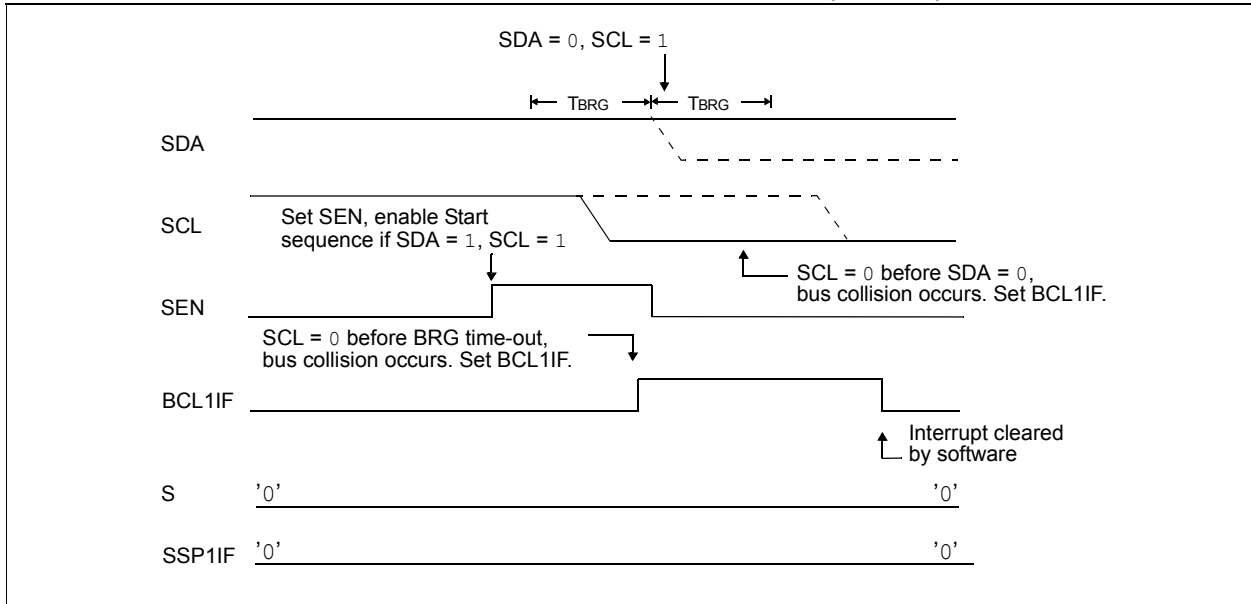 SDA = 0, SCL = 1
TBRG TBRG
SDA
SCL
Set SEN, enable Start
sequence if SDA = 1, SCL = 1
SCL = 0 before SDA = 0,
bus collision occurs. Set BCL1IF.
SEN
SCL = 0 before BRG time-out,
bus collision occurs. Set BCL1IF.
BCL1IF
Interrupt cleared
by software
S '0' '0'
SSP1IF '0' '0'